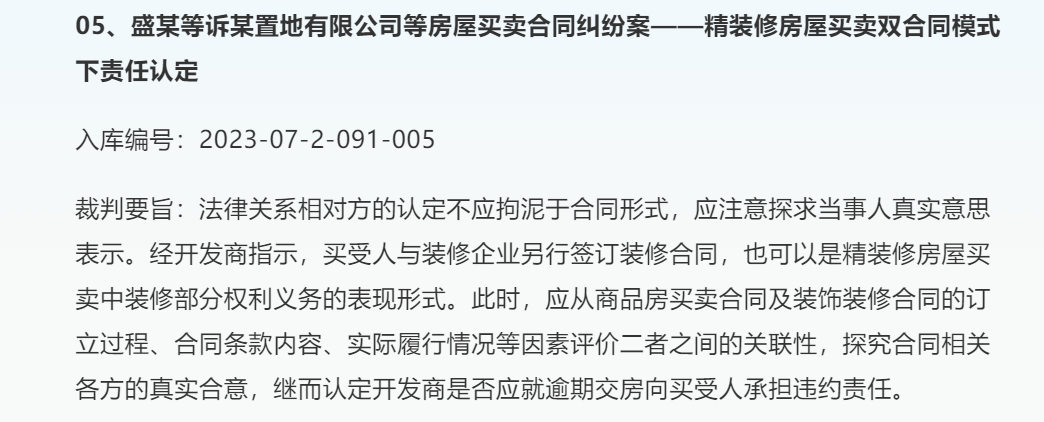 05、盛某等诉某置地有限公司等房屋买卖合同纠纷案——精装修房屋买卖双合同模式
下责任认定
入库编号：2023-07-2-091-005
裁判要旨：法律关系相对方的认定不应拘泥于合同形式，应注意探求当事人真实意思
表示。经开发商指示，买受人与装修企业另行签订装修合同，也可以是精装修房屋买
卖中装修部分权利义务的表现形式。此时，应从商品房买卖合同及装饰装修合同的订
立过程、合同条款内容、实际履行情况等因素评价二者之间的关联性，探究合同相关
各方的真实合意，继而认定开发商是否应就逾期交房向买受人承担违约责任。